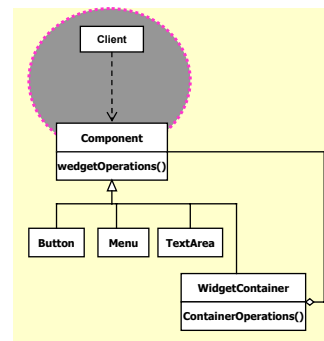 Client
Component
wedgetOperations()
Button
Menu
TextArea
WidgetContainer
ContainerOperations()